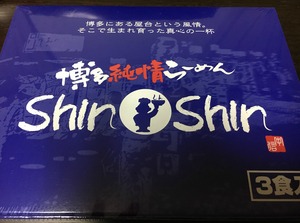 博多にある屋台という風情。
そこで生まれ育った真心の一杯
博多純情らーめん
Shin Shin
3食